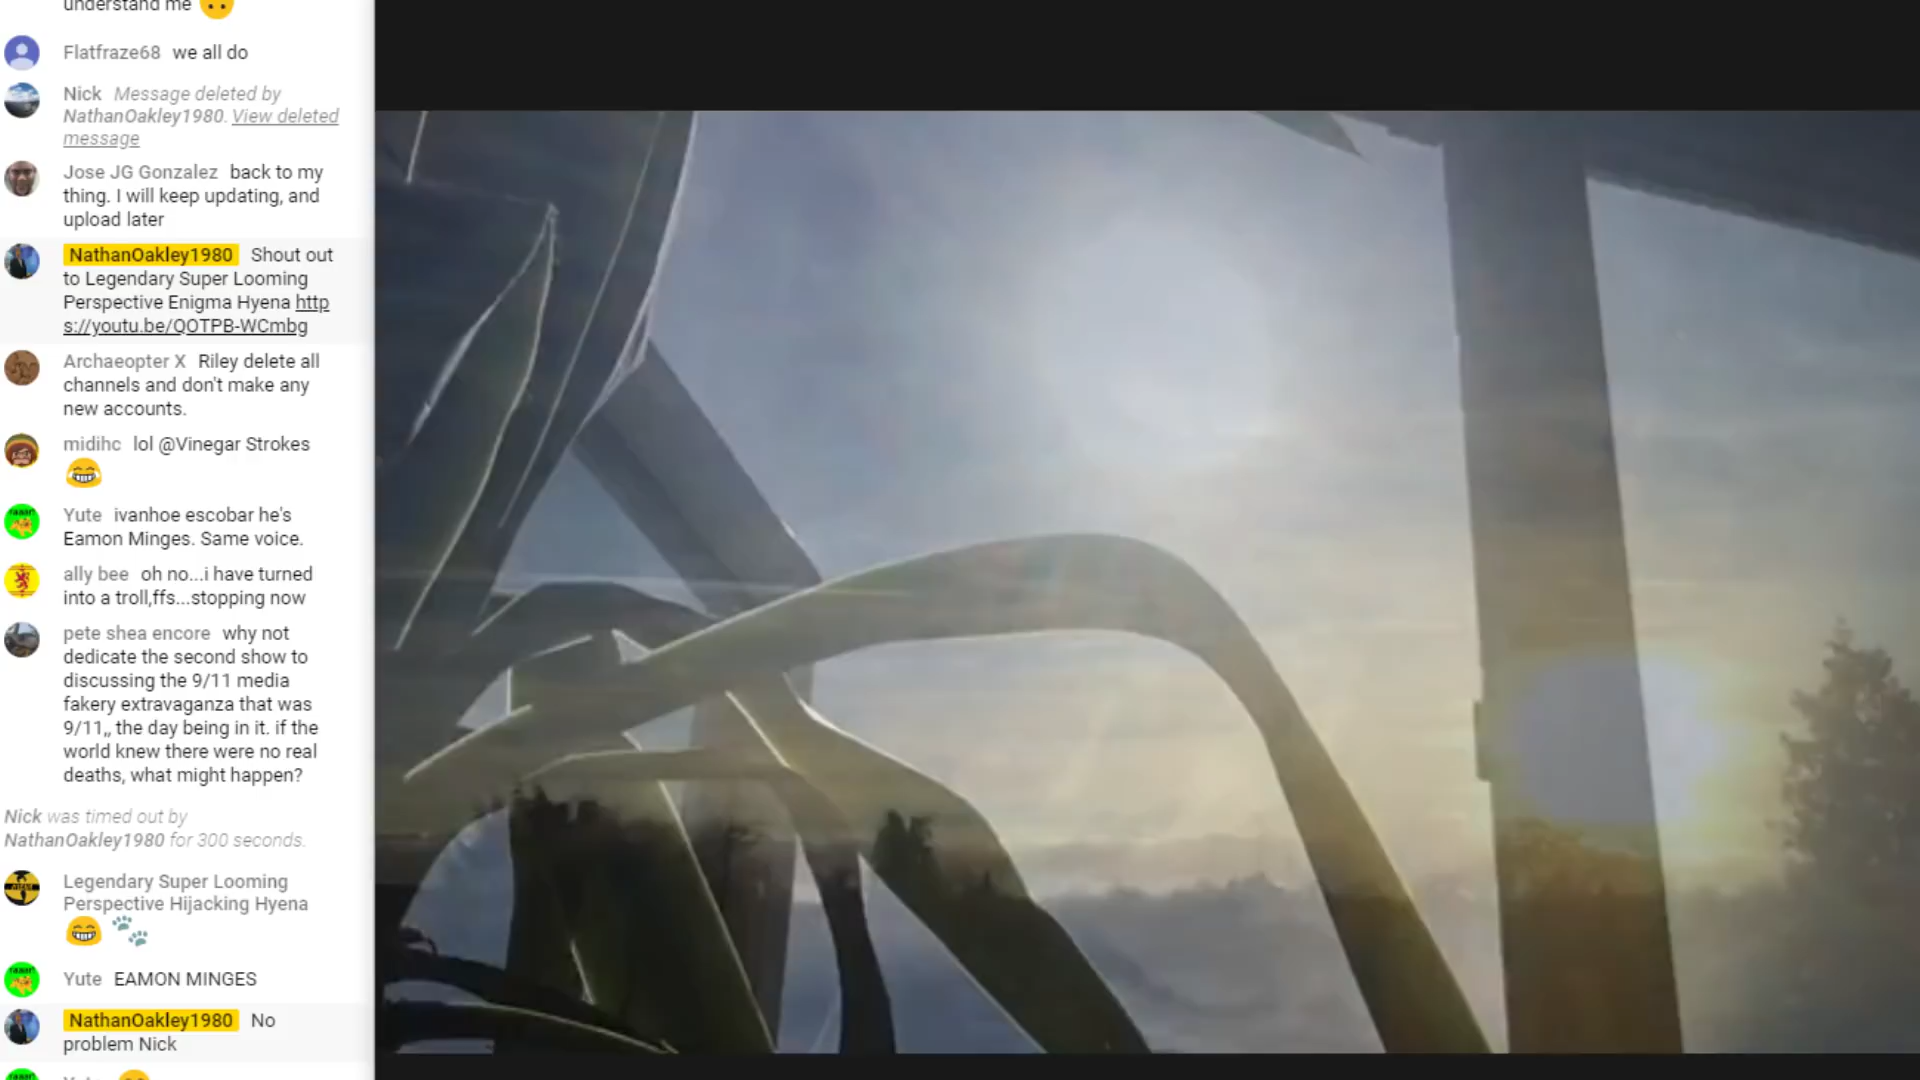 understand me
Flatfraze68 we all do
Nick Message deleted by
NathanOakley1980. View deleted
message
Jose JG Gonzalez back to my
thing. I will keep updating, and
upload later
NathanOakley1980 Shout out
to Legendary Super Looming
Perspective Enigma Hyena http
s://youtu.be/QOTPB-WCmbg
Archaeopter X Riley delete all
channels and don't make any
new accounts.
midihc lol @Vinegar Strokes
Yute ivanhoe escobar he's
Eamon Minges. Same voice.
ally bee oh no...i have turned
into a troll,ffs...stopping now
pete shea encore why not
dedicate the second show to
discussing the 9/11 media
fakery extravaganza that was
9/11,, the day being in it. if the
world knew there were no real
deaths, what might happen?
Nick was timed out by
NathanOakley1980 for 300 seconds.
Legendary Super Looming
Perspective Hijacking Hyena
Yute EAMON MINGES
NathanOakley1980 No
problem Nick